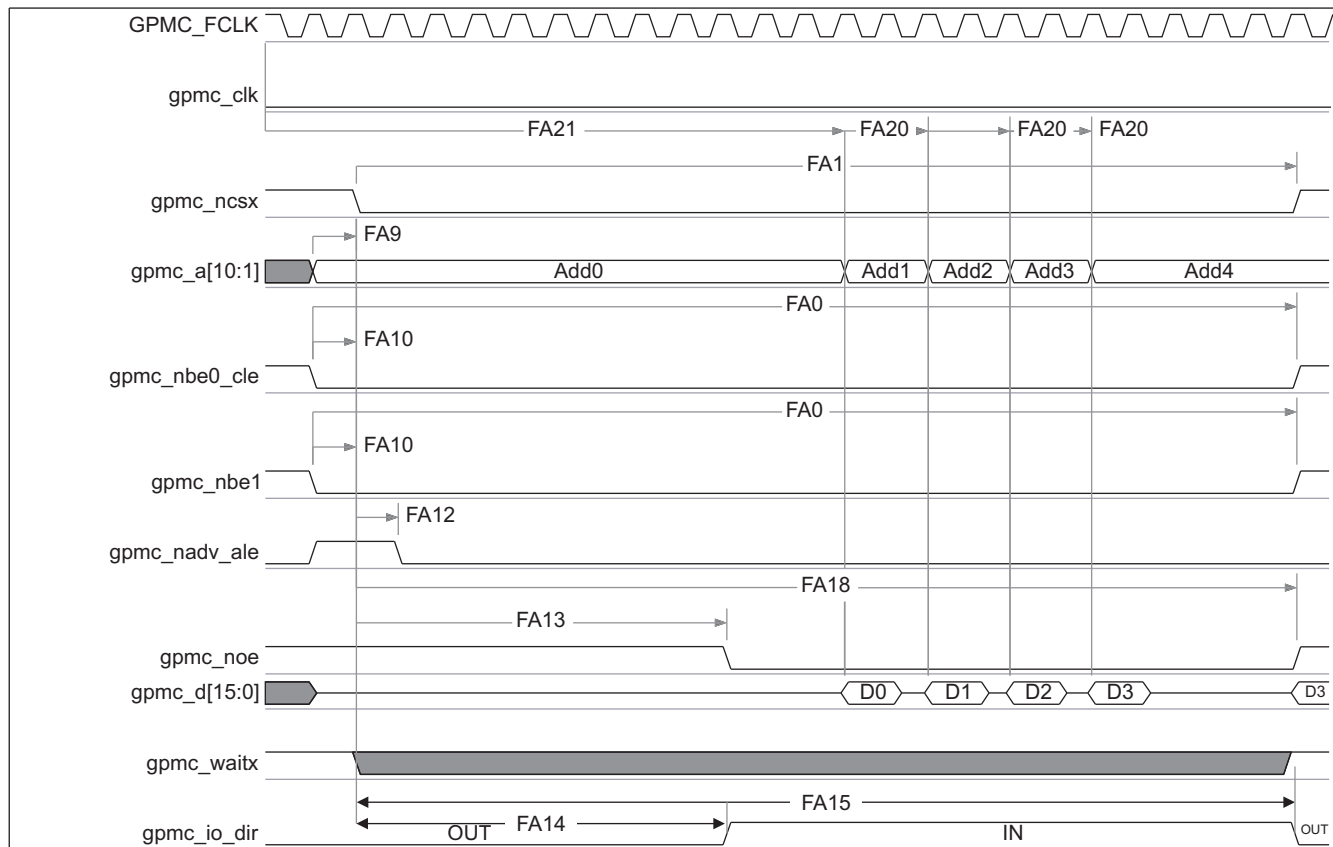 GPMC_FCLK
gpmc_clk
FA21 FA20 FA20 FA20
FA1
gpmc_ncsx
FA9
gpmc_a[10:1] Add0 Add1 Add2 Add3 Add4
FA0
FA10
gpmc_nbe0_cle
FA0
FA10
gpmc_nbe1
FA12
gpmc_nadv_ale
FA18
FA13
gpmc_noe
gpmc_d[15:0] D0 D1 D2 D3 D3
gpmc_waitx
FA15
FA14
gpmc_io_dir OUT IN OUT